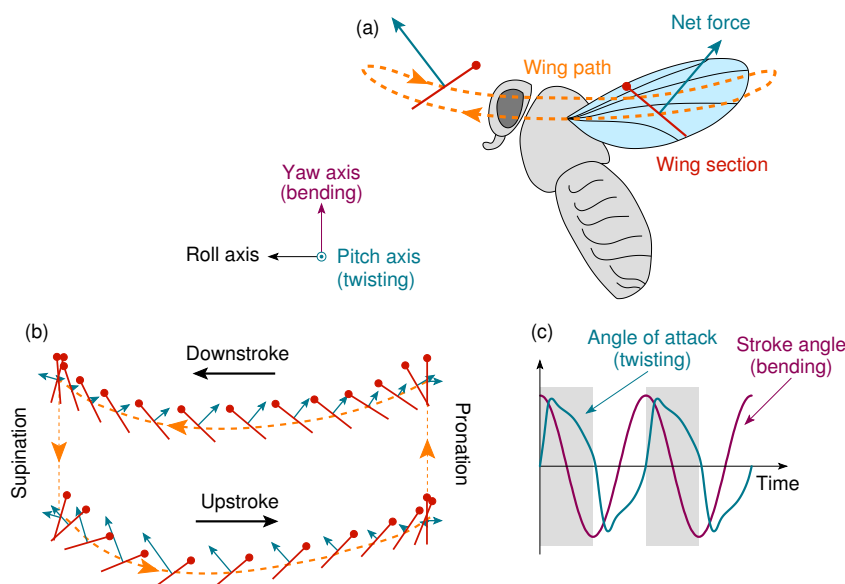 (a)
Net force
Wing path
Wing section
Yaw axis
(bending)
Roll axis
Pitch axis
(twisting)
(b)
Downstroke
Supination
Pronation
Upstroke
(c)
Angle of attack
(twisting)
Stroke angle
(bending)
Time